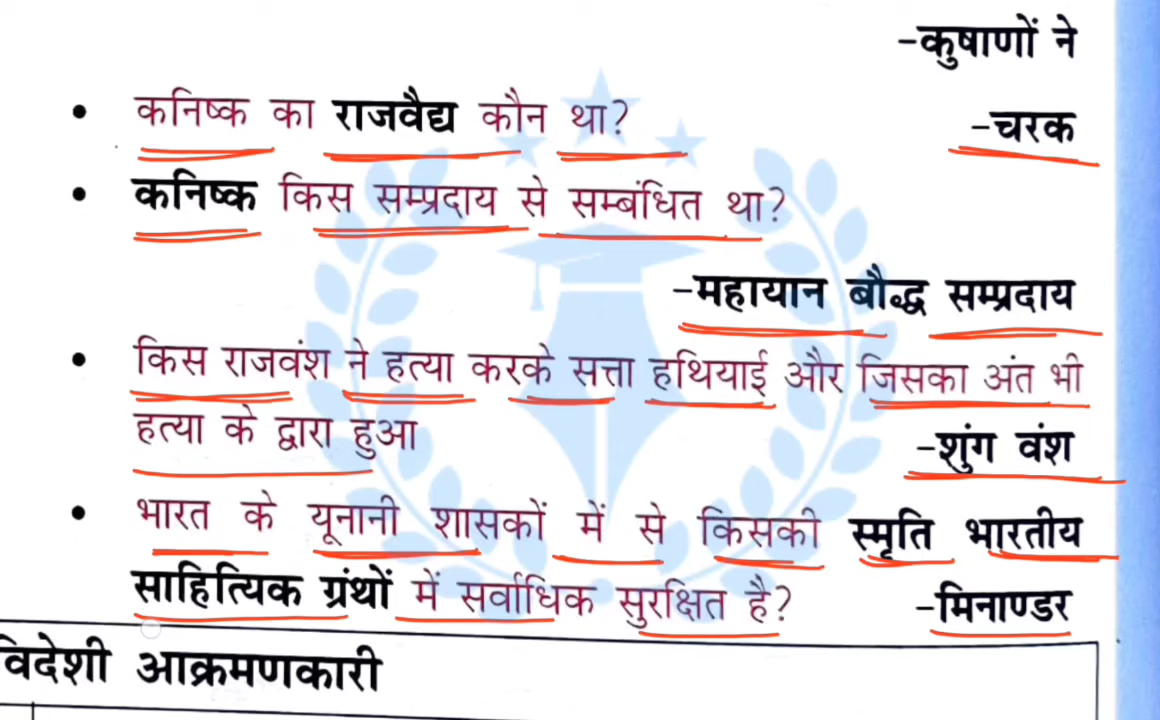 -कुषाणों ने
• कनिष्क का राजवैद्य कौन था? -चरक
• कनिष्क किस सम्प्रदाय से सम्बंधित था?
-महायान बौद्ध सम्प्रदाय
• किस राजवंश ने हत्या करके सत्ता हथियाई और जिसका अंत भी
हत्या के द्वारा हुआ -शुंग वंश
• भारत के यूनानी शासकों में से किसकी स्मृति भारतीय
साहित्यिक ग्रंथों में सर्वाधिक सुरक्षित है? -मिनाण्डर
विदेशी आक्रमणकारी